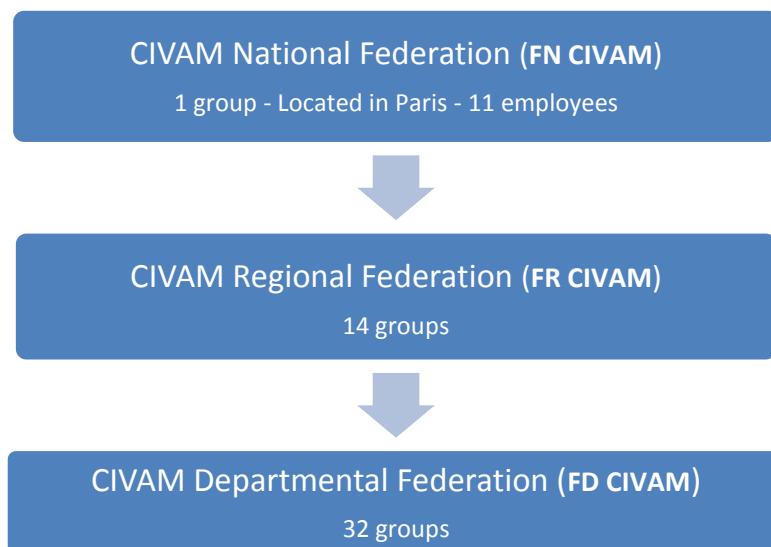 CIVAM National Federation (FN CIVAM)
1 group - Located in Paris - 11 employees
CIVAM Regional Federation (FR CIVAM)
14 groups
CIVAM Departmental Federation (FD CIVAM)
32 groups